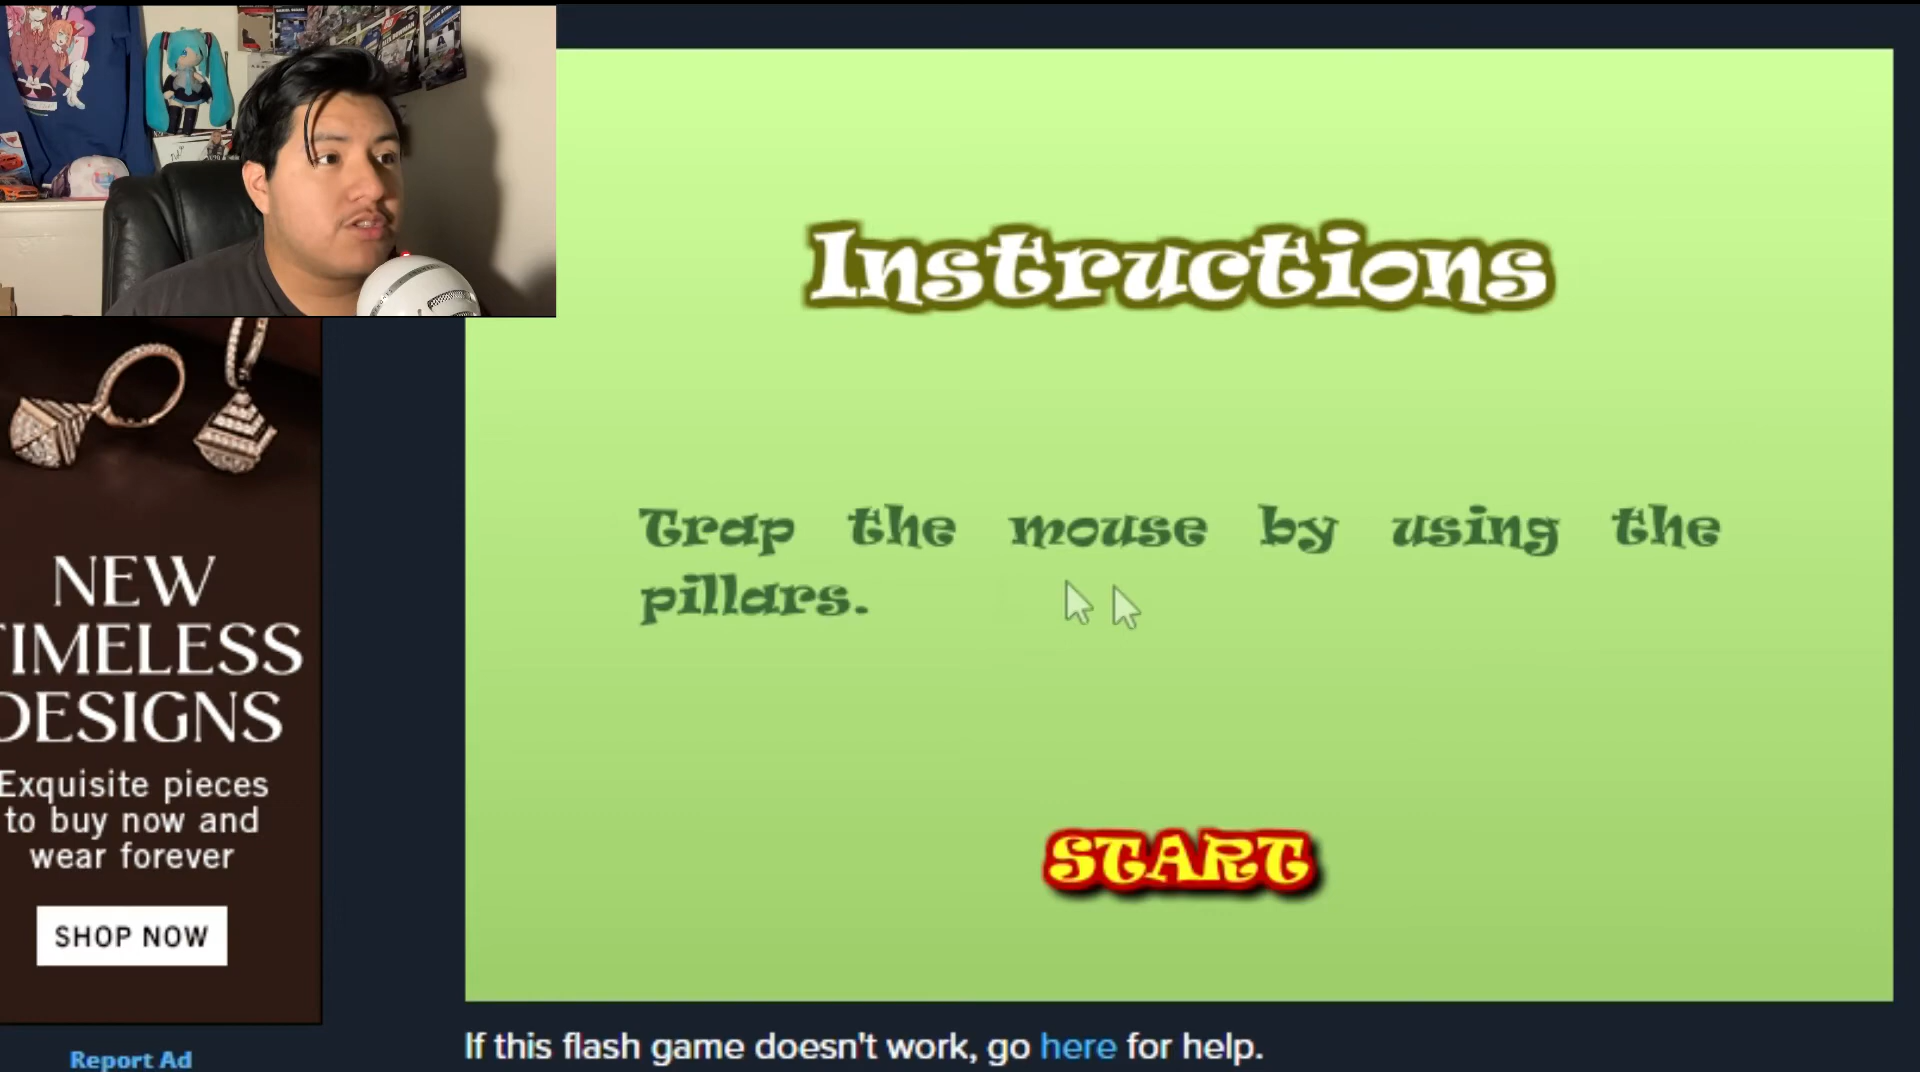 Instructions
Trap the mouse by using the
pillars.
START
NEW
TIMELESS
DESIGNS
Exquisite pieces
to buy now and
wear forever
SHOP NOW
Report Ad
If this flash game doesn't work, go here for help.